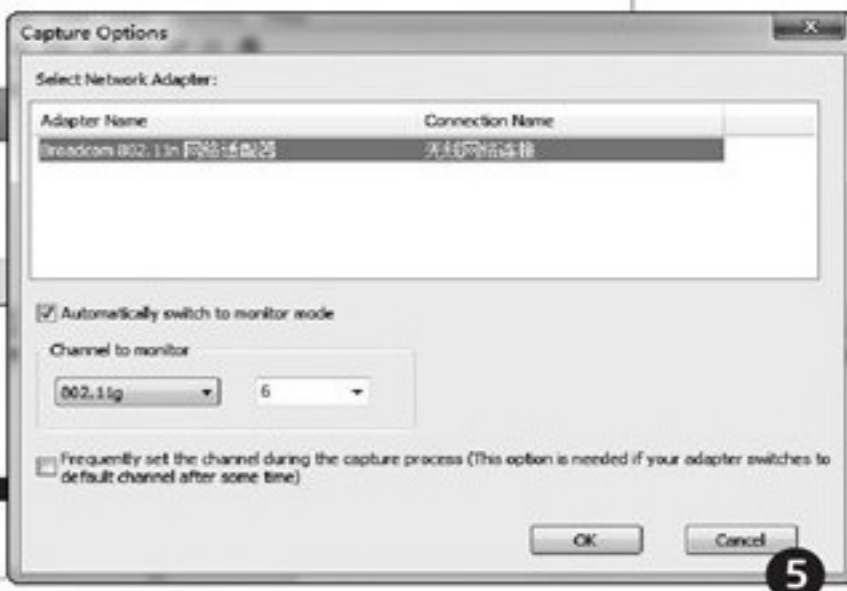 Capture Options
Select Network Adapter:
Adapter Name Connection Name
Broadcom 802.11n 网络适配器 无线网络连接
Automatically switch to monitor mode
Channel to monitor
802.11g 6
Frequently set the channel during the capture process (This option is needed if your adapter switches to
default channel after some time)
OK Cancel
5